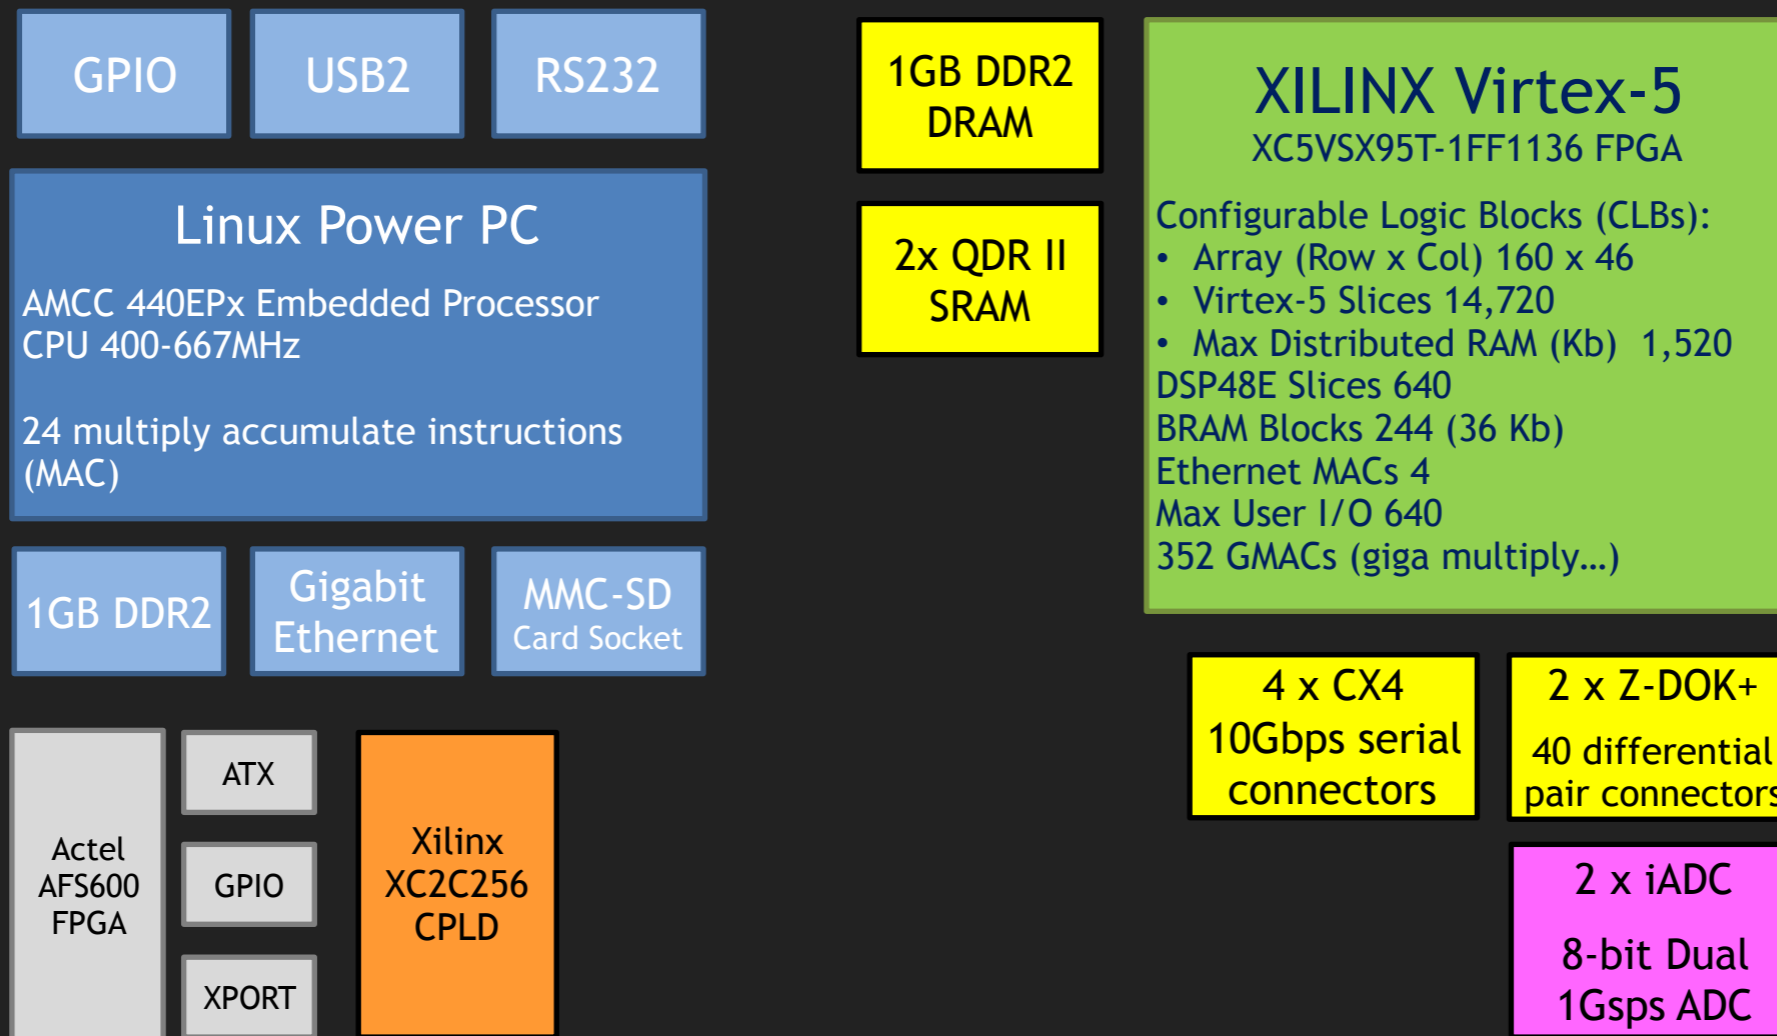 GPIO
USB2
RS232
Linux Power PC
AMCC 440EPx Embedded Processor
CPU 400-667MHz
24 multiply accumulate instructions
(MAC)
1GB DDR2
Gigabit
Ethernet
MMC-SD
Card Socket
Actel
AFS600
FPGA
ATX
GPIO
XPORT
Xilinx
XC2C256
CPLD
1GB DDR2
DRAM
2x QDR II
SRAM
XILINX Virtex-5
XC5VSX95T-1FF1136 FPGA
Configurable Logic Blocks (CLBs):
• Array (Row x Col) 160 x 46
• Virtex-5 Slices 14,720
• Max Distributed RAM (Kb) 1,520
DSP48E Slices 640
BRAM Blocks 244 (36 Kb)
Ethernet MACs 4
Max User I/O 640
352 GMACs (giga multiply…)
4 x CX4
10Gbps serial
connectors
2 x Z-DOK+
40 differential
pair connectors
2 x iADC
8-bit Dual
1Gsps ADC